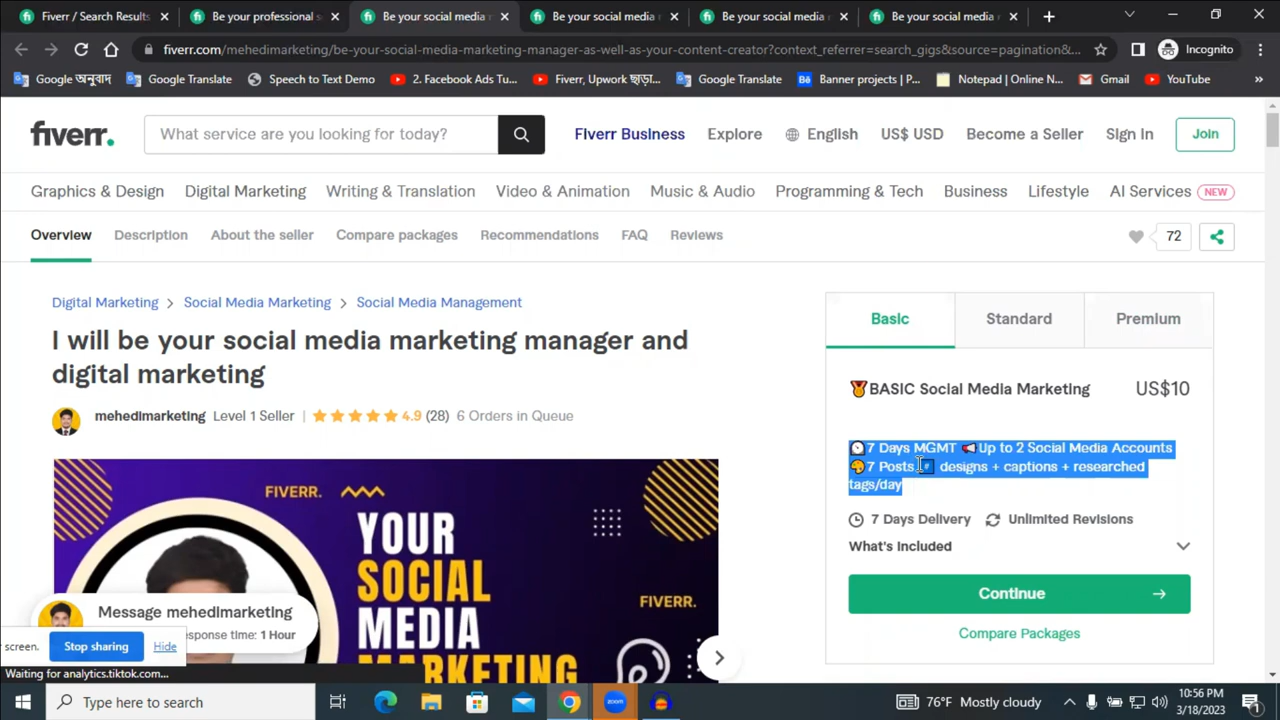 Fiverr / Search Results
Be your professional s
Be your social media
Be your social media
Be your social media
Be your social media
fiverr.com/mehedimarketing/be-your-social-media-marketing-manager-as-well-as-your-content-creator?context_referrer=search_gigs&source=pagination&...
Incognito
Google অনুবাদ
Google Translate
Speech to Text Demo
2. Facebook Ads Tu...
Fiverr, Upwork ছাড়া...
Google Translate
Banner projects | P...
Notepad | Online N...
Gmail
YouTube
»
fiverr.
What service are you looking for today?
Fiverr Business
Explore
English
US$ USD
Become a Seller
Sign In
Join
Graphics & Design
Digital Marketing
Writing & Translation
Video & Animation
Music & Audio
Programming & Tech
Business
Lifestyle
AI Services NEW
Overview
Description
About the seller
Compare packages
Recommendations
FAQ
Reviews
72
Digital Marketing > Social Media Marketing > Social Media Management
I will be your social media marketing manager and
digital marketing
mehedimarketing Level 1 Seller | 4.9 (28) 6 Orders in Queue
FIVERR.
YOUR
SOCIAL
MEDIA
MARKETING
FIVERR.
Message mehedimarketing
esponse time: 1 Hour
r screen.
Stop sharing
Hide
Waiting for analytics.tiktok.com...
Basic
Standard
Premium
BASIC Social Media Marketing
US$10
7 Days MGMT Up to 2 Social Media Accounts
7 Posts #️⃣ designs + captions + researched
tags/day
7 Days Delivery
Unlimited Revisions
What's Included
Continue
Compare Packages
Type here to search
zoom
76°F Mostly cloudy
10:56 PM
3/18/2023
1